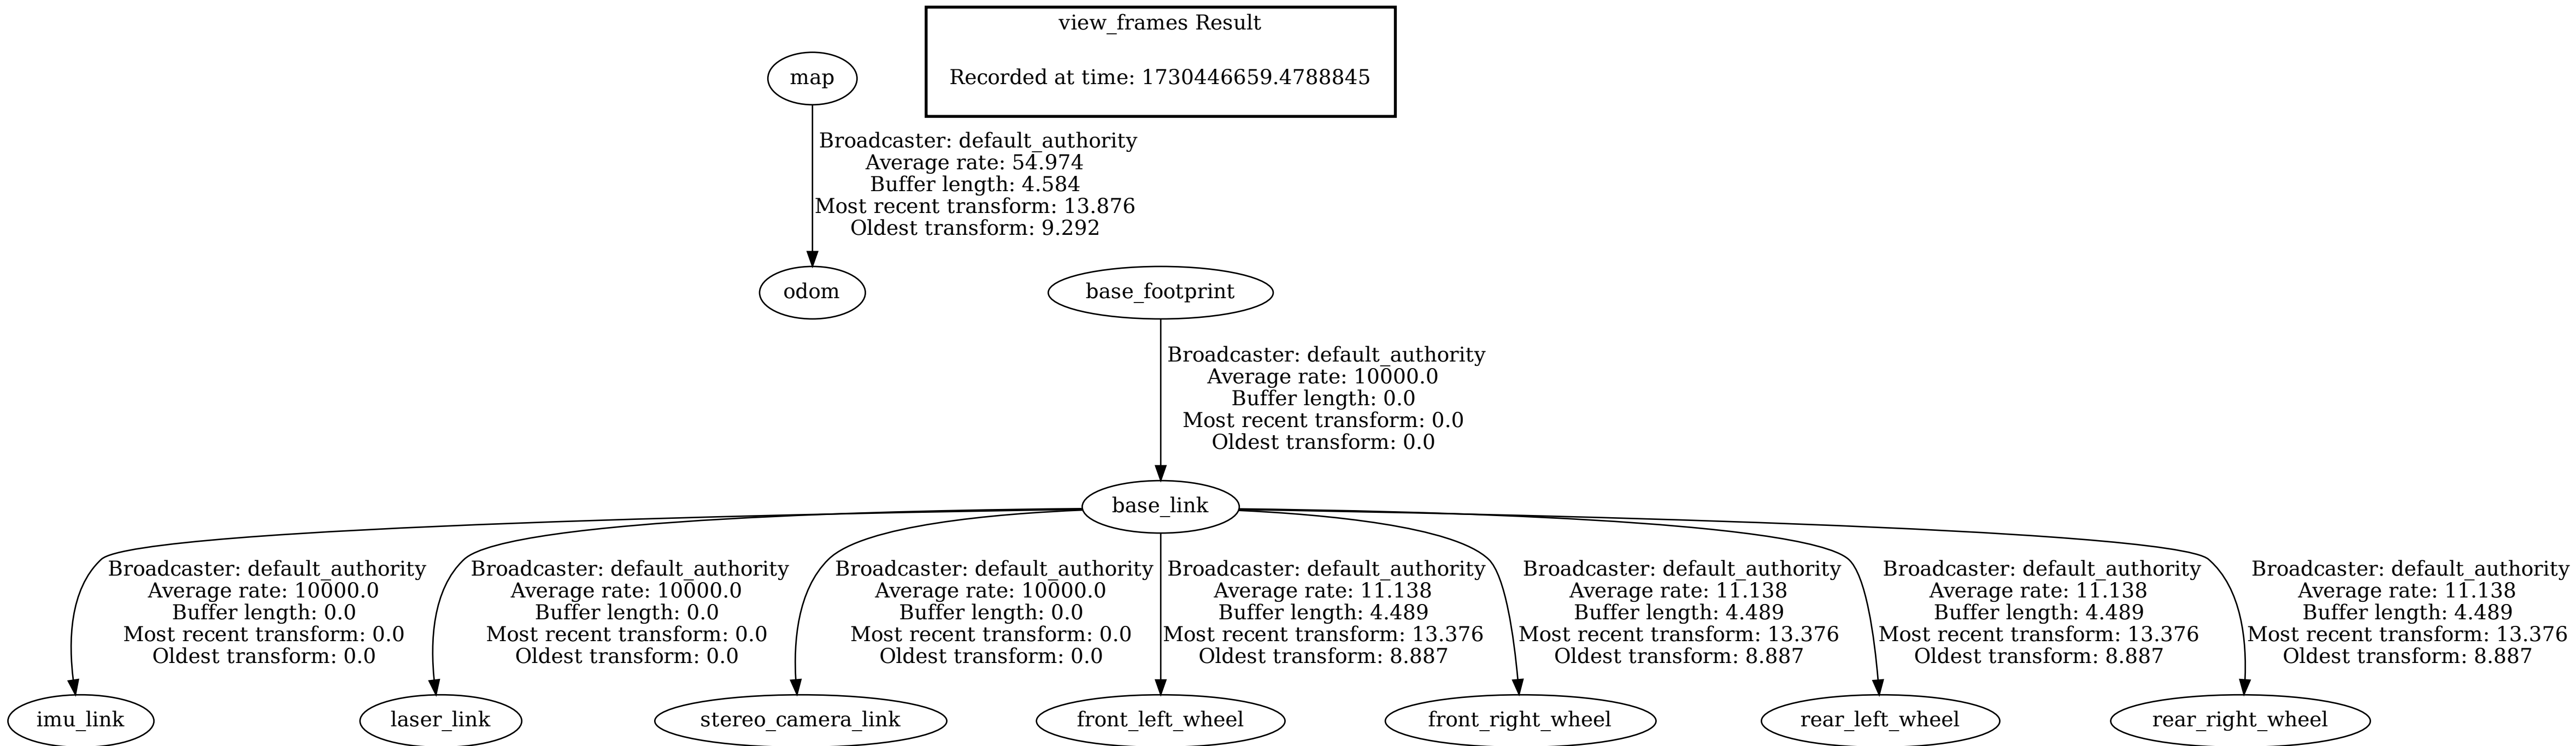 view_frames Result
Recorded at time: 1730446659.4788845
map
Broadcaster: default_authority
Average rate: 54.974
Buffer length: 4.584
Most recent transform: 13.876
Oldest transform: 9.292
odom
base_footprint
Broadcaster: default_authority
Average rate: 10000.0
Buffer length: 0.0
Most recent transform: 0.0
Oldest transform: 0.0
base_link
Broadcaster: default_authority
Average rate: 10000.0
Buffer length: 0.0
Most recent transform: 0.0
Oldest transform: 0.0
Broadcaster: default_authority
Average rate: 10000.0
Buffer length: 0.0
Most recent transform: 0.0
Oldest transform: 0.0
Broadcaster: default_authority
Average rate: 10000.0
Buffer length: 0.0
Most recent transform: 0.0
Oldest transform: 0.0
Broadcaster: default_authority
Average rate: 11.138
Buffer length: 4.489
Most recent transform: 13.376
Oldest transform: 8.887
Broadcaster: default_authority
Average rate: 11.138
Buffer length: 4.489
Most recent transform: 13.376
Oldest transform: 8.887
Broadcaster: default_authority
Average rate: 11.138
Buffer length: 4.489
Most recent transform: 13.376
Oldest transform: 8.887
Broadcaster: default_authority
Average rate: 11.138
Buffer length: 4.489
Most recent transform: 13.376
Oldest transform: 8.887
imu_link
laser_link
stereo_camera_link
front_left_wheel
front_right_wheel
rear_left_wheel
rear_right_wheel